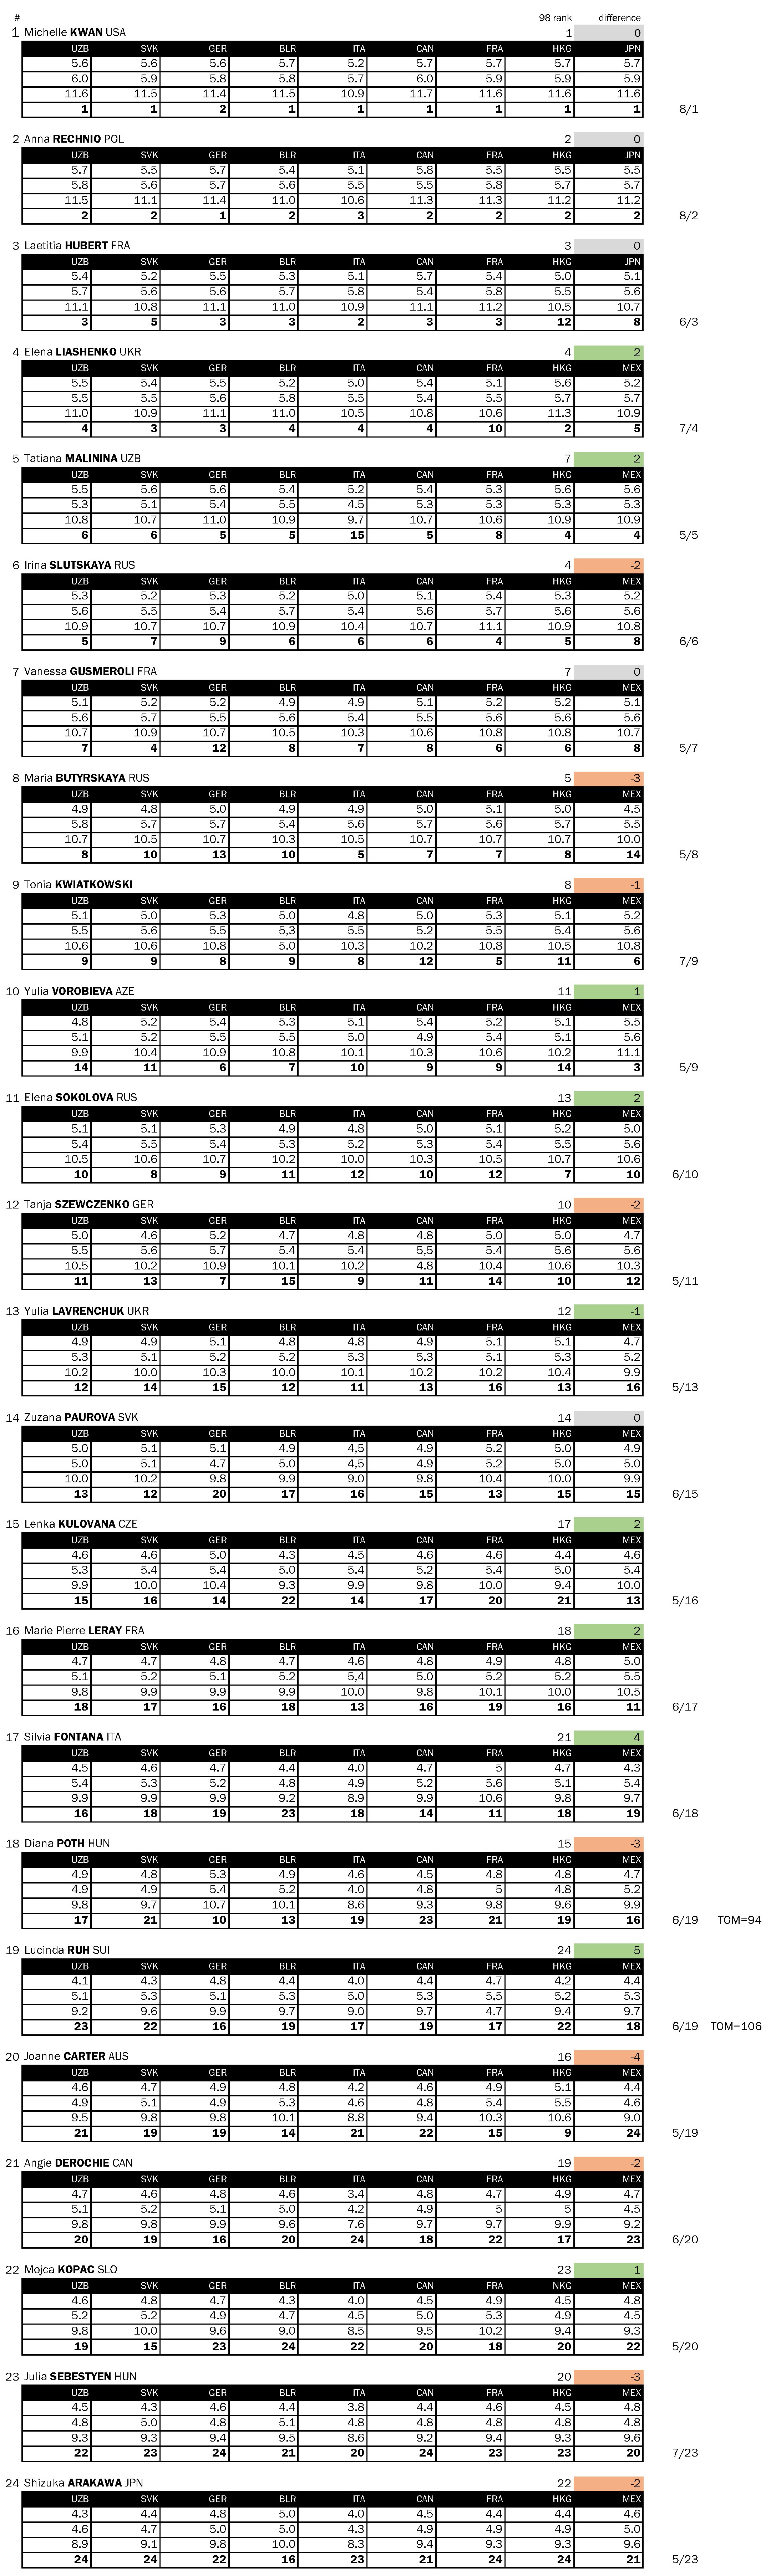 # 98 rank difference
1 Michelle KWAN USA 1 0
UZB SVK GER BLR ITA CAN FRA HKG JPN
5.6 5.6 5.6 5.7 5.2 5.7 5.7 5.7 5.7
6.0 5.9 5.8 5.8 5.7 6.0 5.9 5.9 5.9
11.6 11.5 11.4 11.5 10.9 11.7 11.6 11.6 11.6
1 1 2 1 1 1 1 1 1 8/1
2 Anna RECHNIO POL 2 0
UZB SVK GER BLR ITA CAN FRA HKG JPN
5.7 5.5 5.7 5.4 5.1 5.8 5.5 5.5 5.5
5.8 5.6 5.7 5.6 5.5 5.5 5.8 5.7 5.7
11.5 11.1 11.4 11.0 10.6 11.3 11.3 11.2 11.2
2 2 1 2 3 2 2 2 2 8/2
3 Laetitia HUBERT FRA 3 0
UZB SVK GER BLR ITA CAN FRA HKG JPN
5.4 5.2 5.5 5.3 5.1 5.7 5.4 5.0 5.1
5.7 5.6 5.6 5.7 5.8 5.4 5.8 5.5 5.6
11.1 10.8 11.1 11.0 10.9 11.1 11.2 10.5 10.7
3 5 3 3 2 3 3 12 8 6/3
4 Elena LIASHENKO UKR 4 2
UZB SVK GER BLR ITA CAN FRA HKG MEX
5.5 5.4 5.5 5.2 5.0 5.4 5.1 5.6 5.2
5.5 5.5 5.6 5.8 5.5 5.4 5.5 5.7 5.7
11.0 10.9 11.1 11.0 10.5 10.8 10.6 11.3 10.9
4 3 3 4 4 4 10 2 5 7/4
5 Tatiana MALININA UZB 7 2
UZB SVK GER BLR ITA CAN FRA HKG MEX
5.5 5.6 5.6 5.4 5.2 5.4 5.3 5.6 5.6
5.3 5.1 5.4 5.5 4.5 5.3 5.3 5.3 5.3
10.8 10.7 11.0 10.9 9.7 10.7 10.6 10.9 10.9
6 6 5 5 15 5 8 4 4 5/5
6 Irina SLUTSKAYA RUS 4 -2
UZB SVK GER BLR ITA CAN FRA HKG MEX
5.3 5.2 5.3 5.2 5.0 5.1 5.4 5.3 5.2
5.6 5.5 5.4 5.7 5.4 5.6 5.7 5.6 5.6
10.9 10.7 10.7 10.9 10.4 10.7 11.1 10.9 10.8
5 7 9 6 6 6 4 5 8 6/6
7 Vanessa GUSMEROLI FRA 7 0
UZB SVK GER BLR ITA CAN FRA HKG MEX
5.1 5.2 5.2 4.9 4.9 5.1 5.2 5.2 5.1
5.6 5.7 5.5 5.6 5.4 5.5 5.6 5.6 5.6
10.7 10.9 10.7 10.5 10.3 10.6 10.8 10.8 10.7
7 4 12 8 7 8 6 6 8 5/7
8 Maria BUTYRSKAYA RUS 5 -3
UZB SVK GER BLR ITA CAN FRA HKG MEX
4.9 4.8 5.0 4.9 4.9 5.0 5.1 5.0 4.5
5.8 5.7 5.7 5.4 5.6 5.7 5.6 5.7 5.5
10.7 10.5 10.7 10.3 10.5 10.7 10.7 10.7 10.0
8 10 13 10 5 7 7 8 14 5/8
9 Tonia KWIATKOWSKI 8 -1
UZB SVK GER BLR ITA CAN FRA HKG MEX
5.1 5.0 5.3 5.0 4.8 5.0 5.3 5.1 5.2
5.5 5.6 5.5 5.3 5.5 5.2 5.5 5.4 5.6
10.6 10.6 10.8 5.0 10.3 10.2 10.8 10.5 10.8
9 9 8 9 8 12 5 11 6 7/9
10 Yulia VOROBIEVA AZE 11 1
UZB SVK GER BLR ITA CAN FRA HKG MEX
4.8 5.2 5.4 5.3 5.1 5.4 5.2 5.1 5.5
5.1 5.2 5.5 5.5 5.0 4.9 5.4 5.1 5.6
9.9 10.4 10.9 10.8 10.1 10.3 10.6 10.2 11.1
14 11 6 7 10 9 9 14 3 5/9
11 Elena SOKOLOVA RUS 13 2
UZB SVK GER BLR ITA CAN FRA HKG MEX
5.1 5.1 5.3 4.9 4.8 5.0 5.1 5.2 5.0
5.4 5.5 5.4 5.3 5.2 5.3 5.4 5.5 5.6
10.5 10.6 10.7 10.2 10.0 10.3 10.5 10.7 10.6
10 8 9 11 12 10 12 7 10 6/10
12 Tanja SZEWCZENKO GER 10 -2
UZB SVK GER BLR ITA CAN FRA HKG MEX
5.0 4.6 5.2 4.7 4.8 4.8 5.0 5.0 4.7
5.5 5.6 5.7 5.4 5.4 5.5 5.4 5.6 5.6
10.5 10.2 10.9 10.1 10.2 4.8 10.4 10.6 10.3
11 13 7 15 9 11 14 10 12 5/11
13 Yulia LAVRENCHUK UKR 12 -1
UZB SVK GER BLR ITA CAN FRA HKG MEX
4.9 4.9 5.1 4.8 4.8 4.9 5.1 5.1 4.7
5.3 5.1 5.2 5.2 5.3 5.3 5.1 5.3 5.2
10.2 10.0 10.3 10.0 10.1 10.2 10.2 10.4 9.9
12 14 15 12 11 13 16 13 16 5/13
14 Zuzana PAUROVA SVK 14 0
UZB SVK GER BLR ITA CAN FRA HKG MEX
5.0 5.1 5.1 4.9 4,5 4.9 5.2 5.0 4.9
5.0 5.1 4.7 5.0 4,5 4.9 5.2 5.0 5.0
10.0 10.2 9.8 9.9 9.0 9.8 10.4 10.0 9.9
13 12 20 17 16 15 13 15 15 6/15
15 Lenka KULOVANA CZE 17 2
UZB SVK GER BLR ITA CAN FRA HKG MEX
4.6 4.6 5.0 4.3 4.5 4.6 4.6 4.4 4.6
5.3 5.4 5.4 5.0 5.4 5.2 5.4 5.0 5.4
9.9 10.0 10.4 9.3 9.9 9.8 10.0 9.4 10.0
15 16 14 22 14 17 20 21 13 5/16
16 Marie Pierre LERAY FRA 18 2
UZB SVK GER BLR ITA CAN FRA HKG MEX
4.7 4.7 4.8 4.7 4.6 4.8 4.9 4.8 5.0
5.1 5.2 5.1 5.2 5,4 5.0 5.2 5.2 5.5
9.8 9.9 9.9 9.9 10.0 9.8 10.1 10.0 10.5
18 17 16 18 13 16 19 16 11 6/17
17 Silvia FONTANA ITA 21 4
UZB SVK GER BLR ITA CAN FRA HKG MEX
4.5 4.6 4.7 4.4 4.0 4.7 5 4.7 4.3
5.4 5.3 5.2 4.8 4.9 5.2 5.6 5.1 5.4
9.9 9.9 9.9 9.2 8.9 9.9 10.6 9.8 9.7
16 18 19 23 18 14 11 18 19 6/18
18 Diana POTH HUN 15 -3
UZB SVK GER BLR ITA CAN FRA HKG MEX
4.9 4.8 5.3 4.9 4.6 4.5 4.8 4.8 4.7
4.9 4.9 5.4 5.2 4.0 4.8 5 4.8 5.2
9.8 9.7 10.7 10.1 8.6 9.3 9.8 9.6 9.9
17 21 10 13 19 23 21 19 16 6/19 TOM=94
19 Lucinda RUH SUI 24 5
UZB SVK GER BLR ITA CAN FRA HKG MEX
4.1 4.3 4.8 4.4 4.0 4.4 4.7 4.2 4.4
5.1 5.3 5.1 5.3 5.0 5.3 5,5 5.2 5.3
9.2 9.6 9.9 9.7 9.0 9.7 4.7 9.4 9.7
23 22 16 19 17 19 17 22 18 6/19 TOM=106
20 Joanne CARTER AUS 16 -4
UZB SVK GER BLR ITA CAN FRA HKG MEX
4.6 4.7 4.9 4.8 4.2 4.6 4.9 5.1 4.4
4.9 5.1 4.9 5.3 4.6 4.8 5.4 5.5 4.6
9.5 9.8 9.8 10.1 8.8 9.4 10.3 10.6 9.0
21 19 19 14 21 22 15 9 24 5/19
21 Angie DEROCHIE CAN 19 -2
UZB SVK GER BLR ITA CAN FRA HKG MEX
4.7 4.6 4.8 4.6 3.4 4.8 4.7 4.9 4.7
5.1 5.2 5.1 5.0 4.2 4.9 5 5 4.5
9.8 9.8 9.9 9.6 7.6 9.7 9.7 9.9 9.2
20 19 16 20 24 18 22 17 23 6/20
22 Mojca KOPAC SLO 23 1
UZB SVK GER BLR ITA CAN FRA NKG MEX
4.6 4.8 4.7 4.3 4.0 4.5 4.9 4.5 4.8
5.2 5.2 4.9 4.7 4.5 5.0 5.3 4.9 4.5
9.8 10.0 9.6 9.0 8.5 9.5 10.2 9.4 9.3
19 15 23 24 22 20 18 20 22 5/20
23 Julia SEBESTYEN HUN 20 -3
UZB SVK GER BLR ITA CAN FRA HKG MEX
4.5 4.3 4.6 4.4 3.8 4.4 4.6 4.5 4.8
4.8 5.0 4.8 5.1 4.8 4.8 4.8 4.8 4.8
9.3 9.3 9.4 9.5 8.6 9.2 9.4 9.3 9.6
22 23 24 21 20 24 23 23 20 7/23
24 Shizuka ARAKAWA JPN 22 -2
UZB SVK GER BLR ITA CAN FRA HKG MEX
4.3 4.4 4.8 5.0 4.0 4.5 4.4 4.4 4.6
4.6 4.7 5.0 5.0 4.3 4.9 4.9 4.9 5.0
8.9 9.1 9.8 10.0 8.3 9.4 9.3 9.3 9.6
24 24 22 16 23 21 24 24 21 5/23